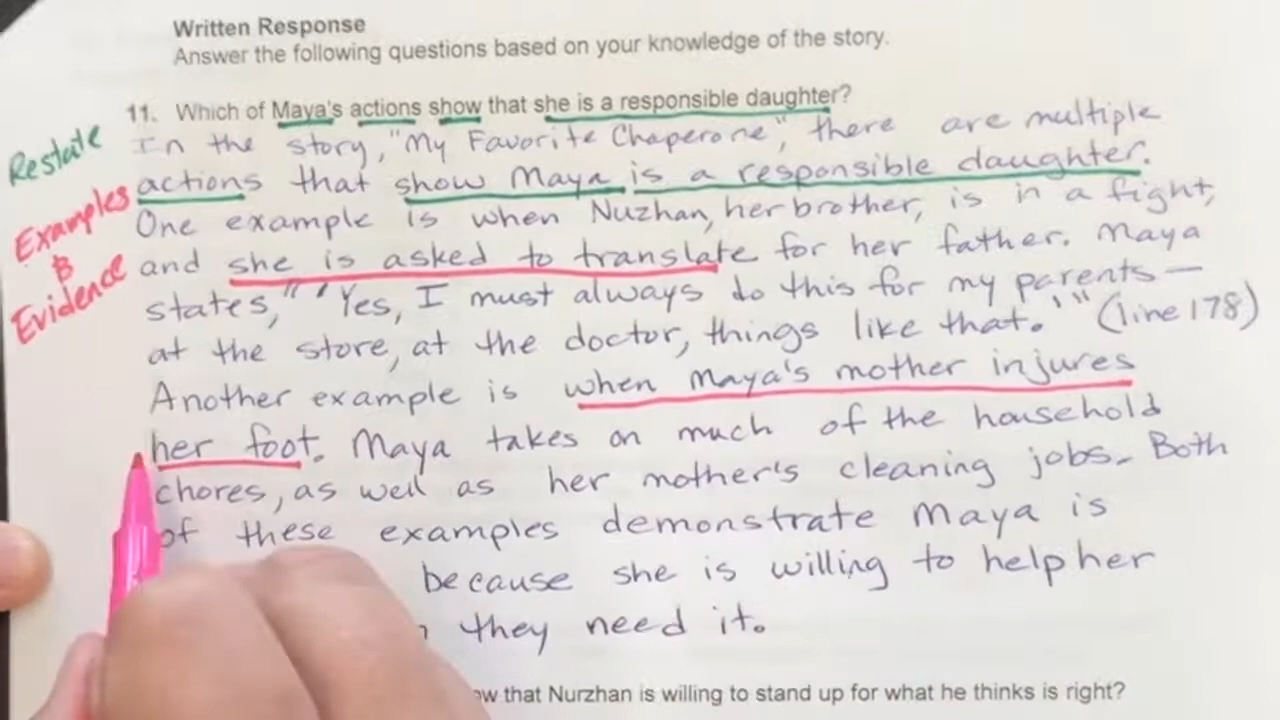 Written Response
Answer the following questions based on your knowledge of the story.
11. Which of Maya's actions show that she is a responsible daughter?
Restate
In the story, "My Favorite Chaperone", there are multiple
actions that show Maya is a responsible daughter.
Examples
One example is when Nuzhan, her brother, is in a fight,
&
and she is asked to translate for her father. Maya
Evidence
states, "'Yes, I must always do this for my parents—
at the store, at the doctor, things like that.'" (line 178)
Another example is when Maya's mother injures
her foot. Maya takes on much of the household
chores, as well as her mother's cleaning jobs. Both
of these examples demonstrate Maya is
because she is willing to help her
they need it.
that Nurzhan is willing to stand up for what he thinks is right?